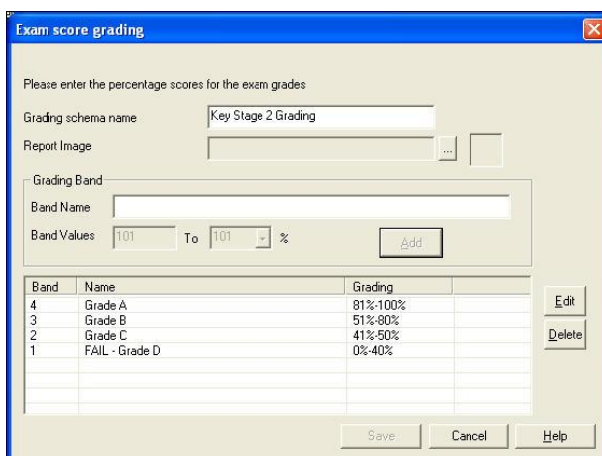 Exam score grading
Please enter the percentage scores for the exam grades
Grading schema name Key Stage 2 Grading
Report Image ...
Grading Band
Band Name
Band Values 101 To 101 % Add
Band Name Grading
4 Grade A 81%-100%
3 Grade B 51%-80%
2 Grade C 41%-50%
1 FAIL - Grade D 0%-40%
Edit
Delete
Save Cancel Help